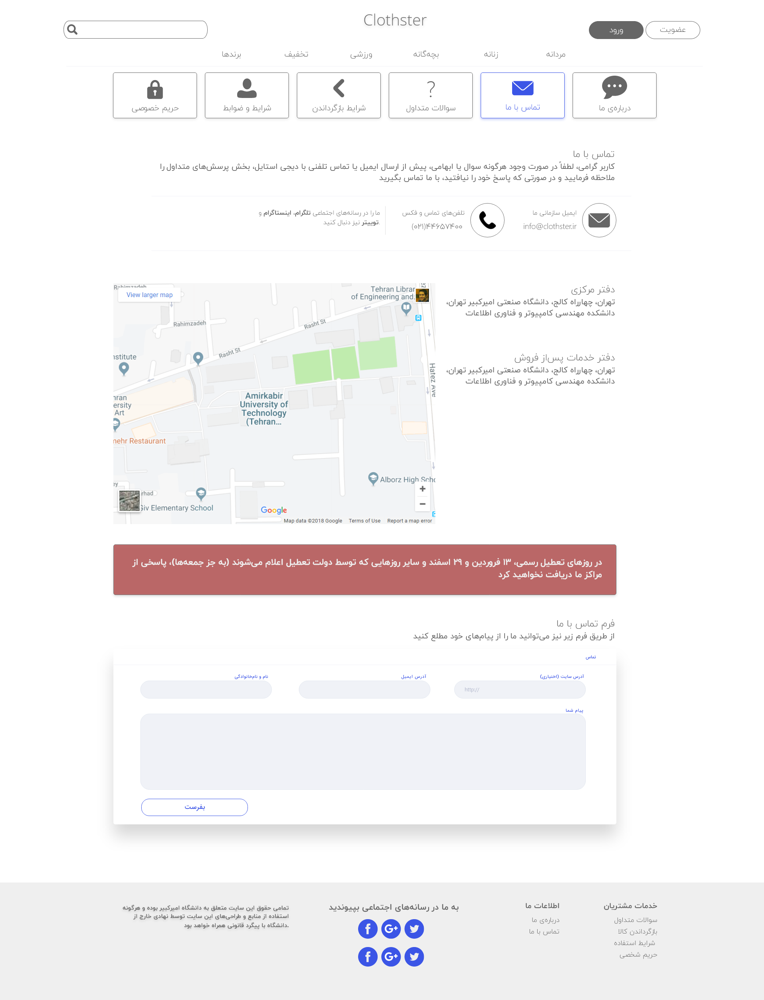 Clothster
عضویت
ورود
مردانه
زنانه
بچه‌گانه
ورزشی
تخفیف
برندها
درباره‌ی ما
تماس با ما
?
سوالات متداول
شرایط بازگرداندن
شرایط و ضوابط
حریم خصوصی
تماس با ما
کاربر گرامی، لطفاً در صورت وجود هرگونه سوال یا ابهامی، پیش از ارسال ایمیل یا تماس تلفنی با دیجی استایل، بخش پرسش‌های متداول را
ملاحظه فرمایید و در صورتی که پاسخ خود را نیافتید، با ما تماس بگیرید
ایمیل سازمانی ما
info@clothster.ir
تلفن‌های تماس و فکس
(۰۲۱)۴۴۶۵۷۴۰۰
ما را در رسانه‌های اجتماعی تلگرام، اینستاگرام و
توییتر نیز دنبال کنید.
دفتر مرکزی
تهران، چهارراه کالج، دانشگاه صنعتی امیرکبیر تهران،
دانشکده مهندسی کامپیوتر و فناوری اطلاعات
دفتر خدمات پس‌از فروش
تهران، چهارراه کالج، دانشگاه صنعتی امیرکبیر تهران،
دانشکده مهندسی کامپیوتر و فناوری اطلاعات
Rahimzadeh
View larger map
Tehran Librar
of Engineering and.
Rahimzadeh
Rasht St
Rasht St
nstitute
Hafez Ave
Amirkabir
University of
Technology
(Tehran...
hran
ersity
Art
mehr Restaurant
Alborz High Scho
ey
rhad
Giv Elementary School
Google
Map data ©2018 Google
Terms of Use
Report a map error
در روزهای تعطیل رسمی، ۱۳ فروردین و ۲۹ اسفند و سایر روزهایی که توسط دولت تعطیل اعلام می‌شوند (به جز جمعه‌ها)، پاسخی از
مراکز ما دریافت نخواهید کرد
فرم تماس با ما
از طریق فرم زیر نیز می‌توانید ما را از پیام‌های خود مطلع کنید
تماس
آدرس سایت (اختیاری)
آدرس ایمیل
نام و نام‌خانوادگی
http://
پیام شما
بفرست
خدمات مشتریان
سوالات متداول
بازگرداندن کالا
شرایط استفاده
حریم شخصی
اطلاعات ما
درباره‌ی ما
تماس با ما
به ما در رسانه‌های اجتماعی بپیوندید
تمامی حقوق این سایت متعلق به دانشگاه امیرکبیر بوده و هرگونه
استفاده از منابع و طراحی‌های این سایت توسط نهادی خارج از
دانشگاه با پیگرد قانونی همراه خواهد بود.